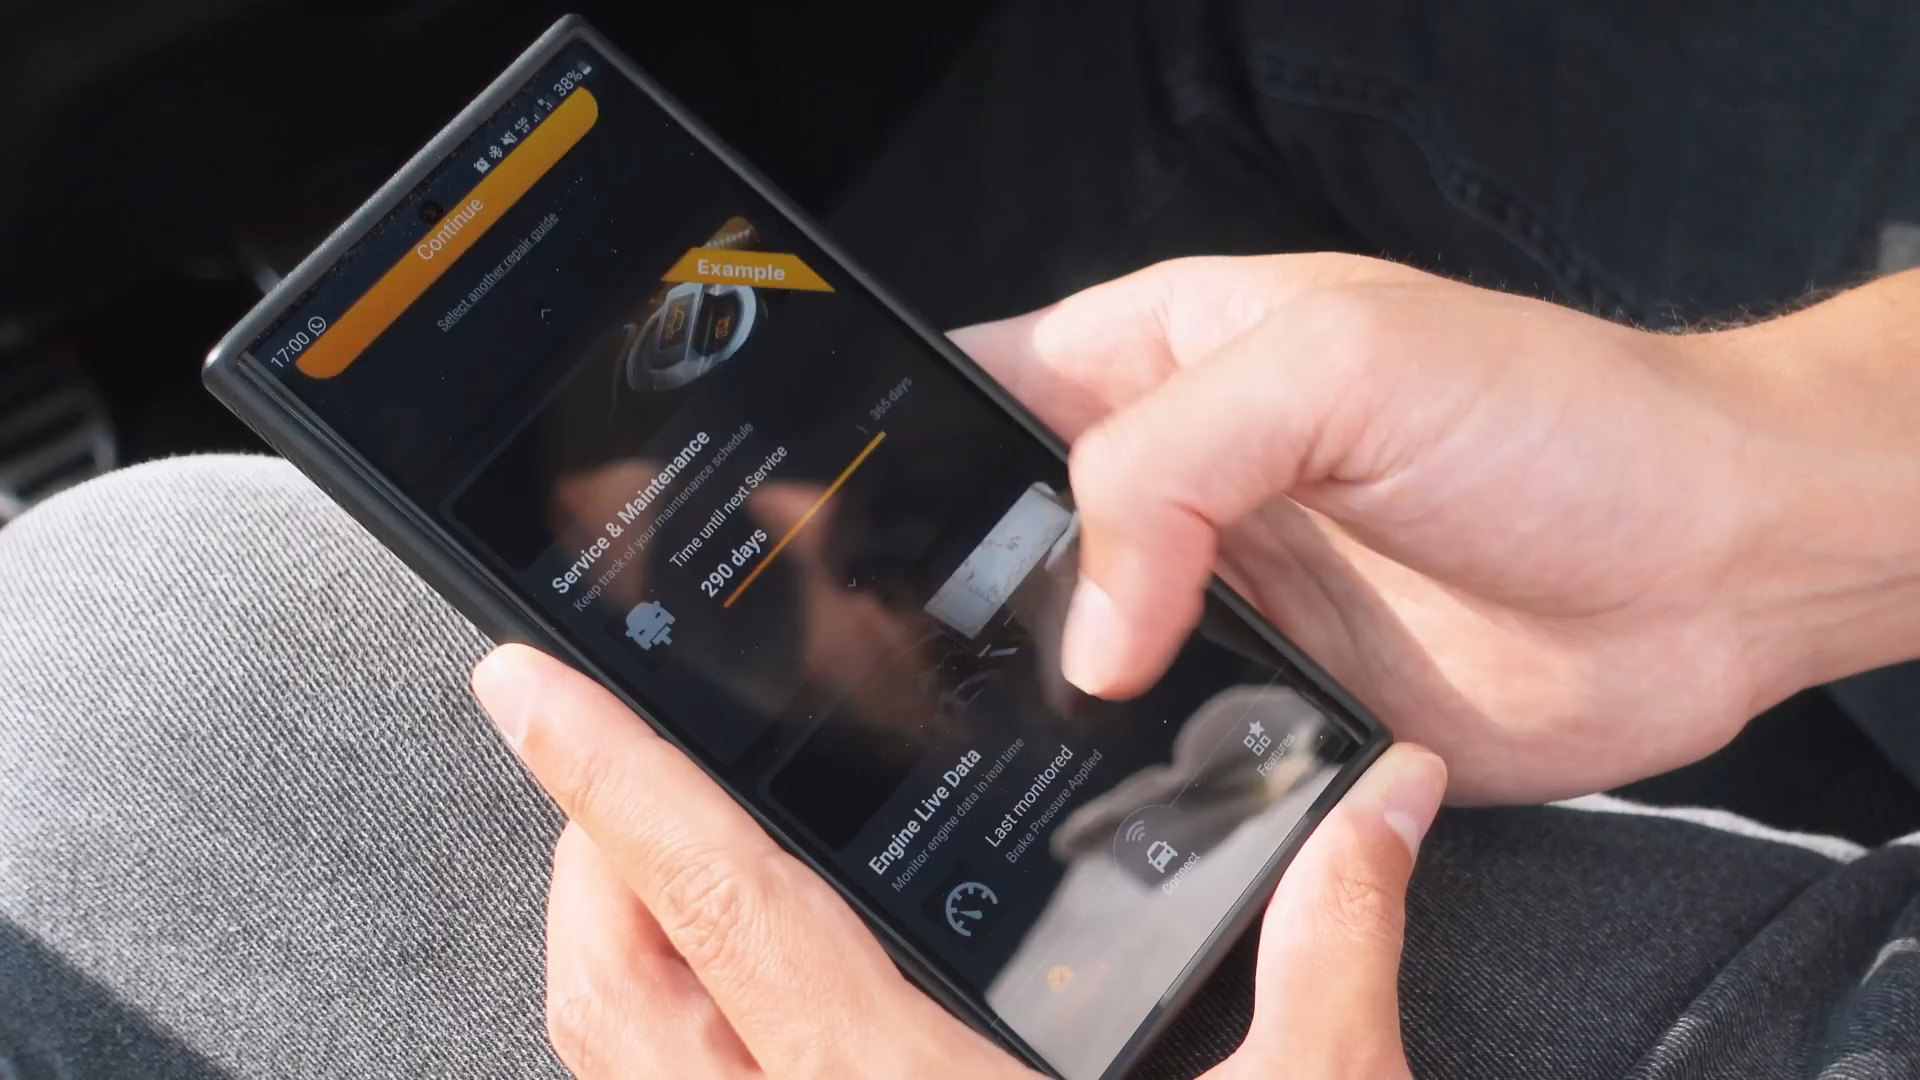 17:00
38%
Continue
Select another repair guide
Example
Service & Maintenance
Keep track of your maintenance schedule
Time until next Service
290 days
365 days
Engine Live Data
Monitor engine data in real time
Last monitored
Brake Pressure Applied
Connect
Features